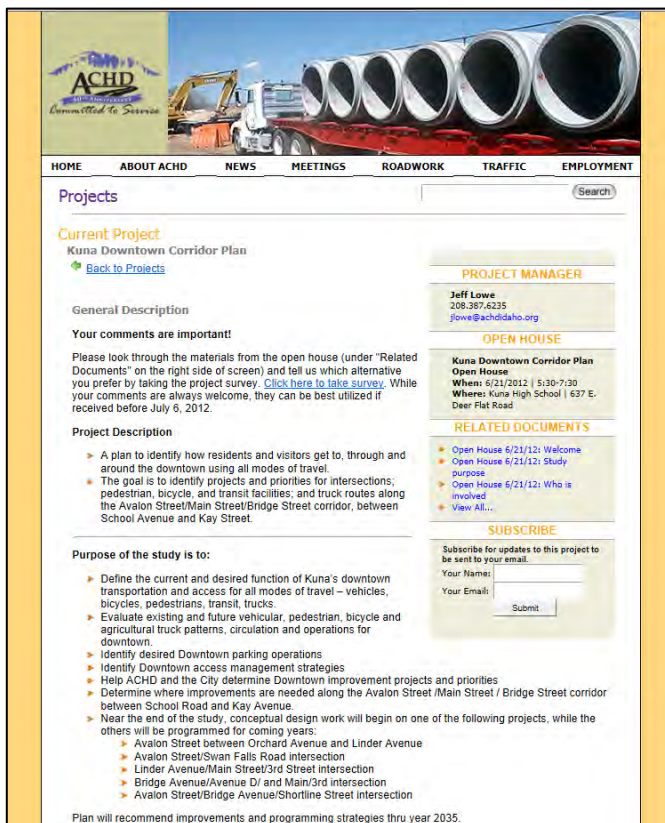 ACHD
40TH ANNIVERSARY
Committed to Service
HOME ABOUT ACHD NEWS MEETINGS ROADWORK TRAFFIC EMPLOYMENT
Projects
Search
Current Project
Kuna Downtown Corridor Plan
Back to Projects
General Description
Your comments are important!
Please look through the materials from the open house (under "Related
Documents" on the right side of screen) and tell us which alternative
you prefer by taking the project survey. Click here to take survey. While
your comments are always welcome, they can be best utilized if
received before July 6, 2012.
Project Description
A plan to identify how residents and visitors get to, through and
around the downtown using all modes of travel.
The goal is to identify projects and priorities for intersections;
pedestrian, bicycle, and transit facilities; and truck routes along
the Avalon Street/Main Street/Bridge Street corridor, between
School Avenue and Kay Street.
PROJECT MANAGER
Jeff Lowe
208.387.6235
jlowe@achdidaho.org
OPEN HOUSE
Kuna Downtown Corridor Plan
Open House
When: 6/21/2012 | 5:30-7:30
Where: Kuna High School | 637 E.
Deer Flat Road
RELATED DOCUMENTS
Open House 6/21/12: Welcome
Open House 6/21/12: Study
purpose
Open House 6/21/12: Who is
involved
View All...
SUBSCRIBE
Subscribe for updates to this project to
be sent to your email.
Your Name:
Your Email:
Submit
Purpose of the study is to:
Define the current and desired function of Kuna's downtown
transportation and access for all modes of travel – vehicles,
bicycles, pedestrians, transit, trucks.
Evaluate existing and future vehicular, pedestrian, bicycle and
agricultural truck patterns, circulation and operations for
downtown.
Identify desired Downtown parking operations
Identify Downtown access management strategies
Help ACHD and the City determine Downtown improvement projects and priorities
Determine where improvements are needed along the Avalon Street /Main Street / Bridge Street corridor
between School Road and Kay Avenue.
Near the end of the study, conceptual design work will begin on one of the following projects, while the
others will be programmed for coming years:
Avalon Street between Orchard Avenue and Linder Avenue
Avalon Street/Swan Falls Road intersection
Linder Avenue/Main Street/3rd Street intersection
Bridge Avenue/Avenue D/ and Main/3rd intersection
Avalon Street/Bridge Avenue/Shortline Street intersection
Plan will recommend improvements and programming strategies thru year 2035.